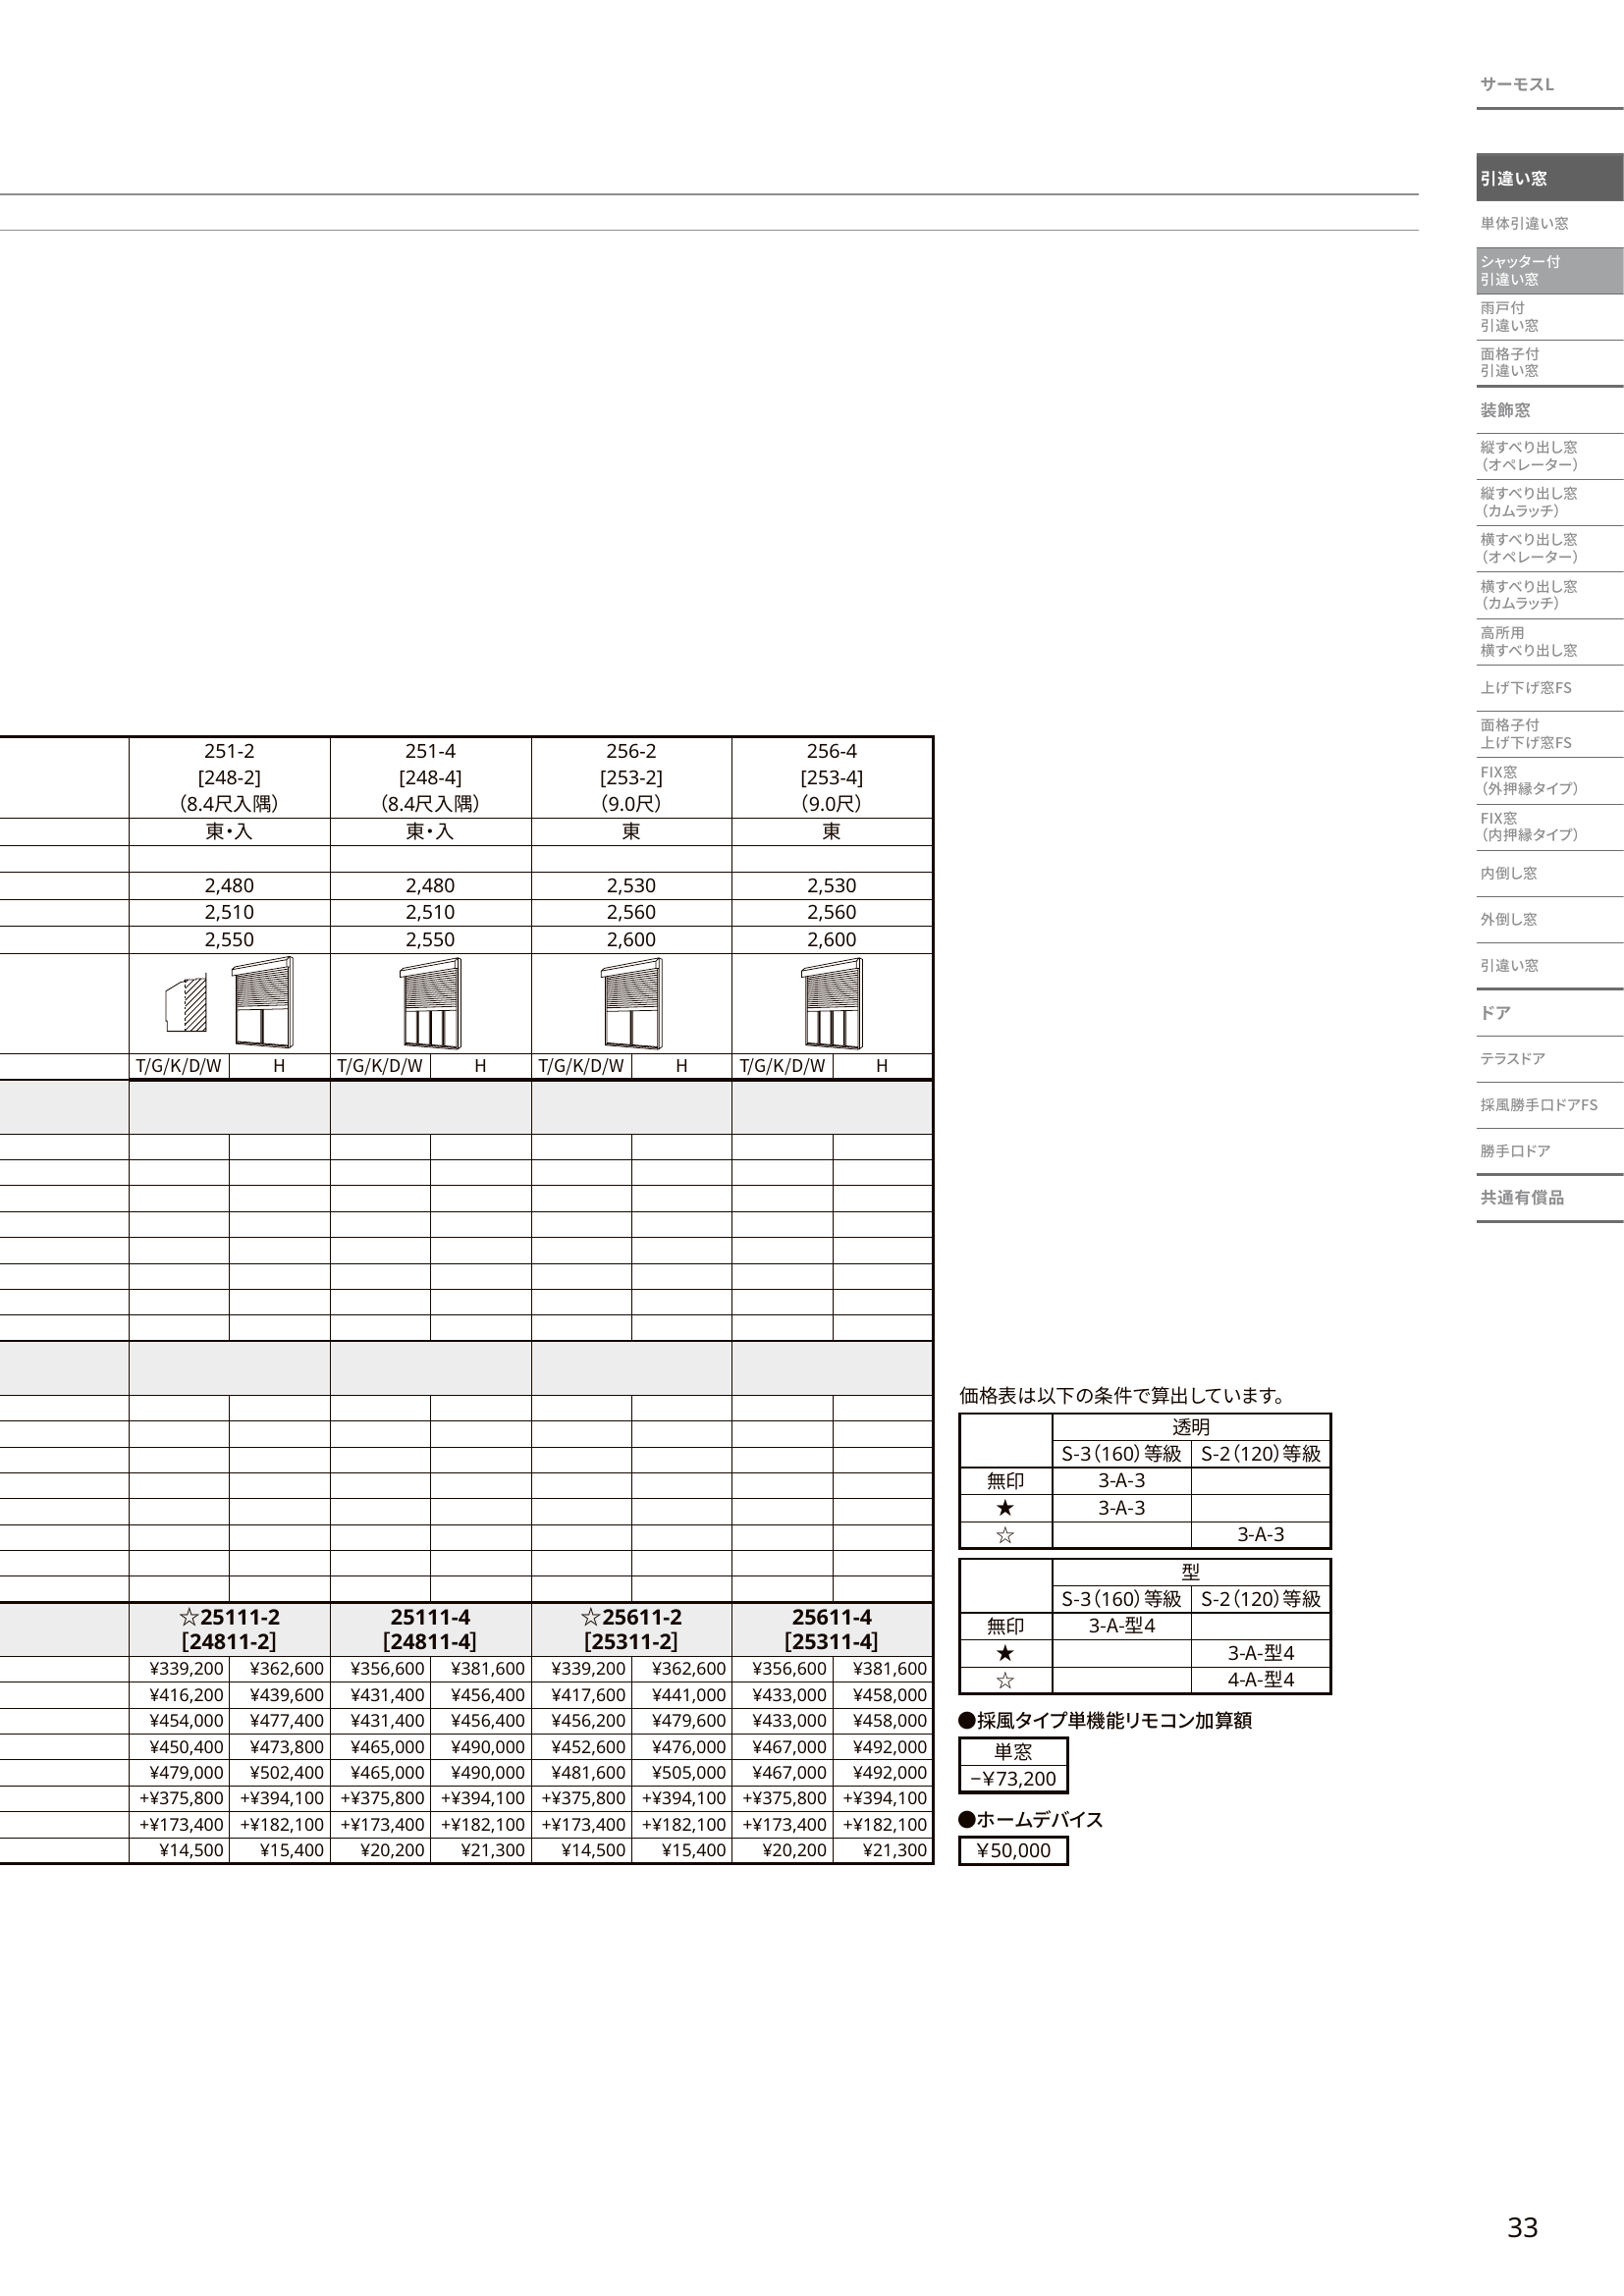 サーモスL
引違い窓
単体引違い窓
シャッター付
引違い窓
雨戸付
引違い窓
面格子付
引違い窓
装飾窓
縦すべり出し窓
（オペレーター）
縦すべり出し窓
（カムラッチ）
横すべり出し窓
（オペレーター）
横すべり出し窓
（カムラッチ）
高所用
横すべり出し窓
上げ下げ窓FS
面格子付
上げ下げ窓FS
FIX窓
（外押縁タイプ）
FIX窓
（内押縁タイプ）
内倒し窓
外倒し窓
引違い窓
ドア
テラスドア
採風勝手口ドアFS
勝手口ドア
共通有償品
251-2 251-4 256-2 256-4
[248-2] [248-4] [253-2] [253-4]
（8.4尺入隅） （8.4尺入隅） （9.0尺） （9.0尺）
東・入 東・入 東 東
2,480 2,480 2,530 2,530
2,510 2,510 2,560 2,560
2,550 2,550 2,600 2,600
T/G/K/D/W H T/G/K/D/W H T/G/K/D/W H T/G/K/D/W H
☆25111-2 25111-4 ☆25611-2 25611-4
[24811-2] [24811-4] [25311-2] [25311-4]
¥339,200 ¥362,600 ¥356,600 ¥381,600 ¥339,200 ¥362,600 ¥356,600 ¥381,600
¥416,200 ¥439,600 ¥431,400 ¥456,400 ¥417,600 ¥441,000 ¥433,000 ¥458,000
¥454,000 ¥477,400 ¥431,400 ¥456,400 ¥456,200 ¥479,600 ¥433,000 ¥458,000
¥450,400 ¥473,800 ¥465,000 ¥490,000 ¥452,600 ¥476,000 ¥467,000 ¥492,000
¥479,000 ¥502,400 ¥465,000 ¥490,000 ¥481,600 ¥505,000 ¥467,000 ¥492,000
+¥375,800 +¥394,100 +¥375,800 +¥394,100 +¥375,800 +¥394,100 +¥375,800 +¥394,100
+¥173,400 +¥182,100 +¥173,400 +¥182,100 +¥173,400 +¥182,100 +¥173,400 +¥182,100
¥14,500 ¥15,400 ¥20,200 ¥21,300 ¥14,500 ¥15,400 ¥20,200 ¥21,300
価格表は以下の条件で算出しています。
透明
S-3（160）等級 S-2（120）等級
無印 3-A-3
★ 3-A-3
☆ 3-A-3
型
S-3（160）等級 S-2（120）等級
無印 3-A-型4
★ 3-A-型4
☆ 4-A-型4
●採風タイプ単機能リモコン加算額
単窓
−¥73,200
●ホームデバイス
¥50,000
33